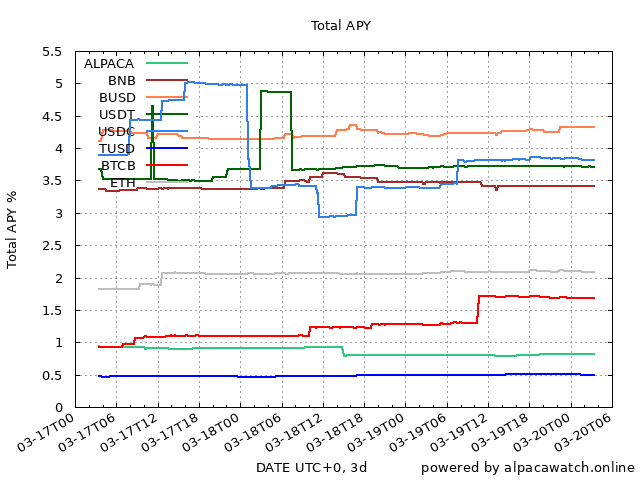 Total APY
Total APY %
5.5
5
4.5
4
3.5
3
2.5
2
1.5
1
0.5
0
ALPACA
BNB
BUSD
USDT
USDC
TUSD
BTCB
ETH
03-17T00
03-17T06
03-17T12
03-17T18
03-18T00
03-18T06
03-18T12
03-18T18
03-19T00
03-19T06
03-19T12
03-19T18
03-20T00
03-20T06
DATE UTC+0, 3d
powered by alpacawatch.online